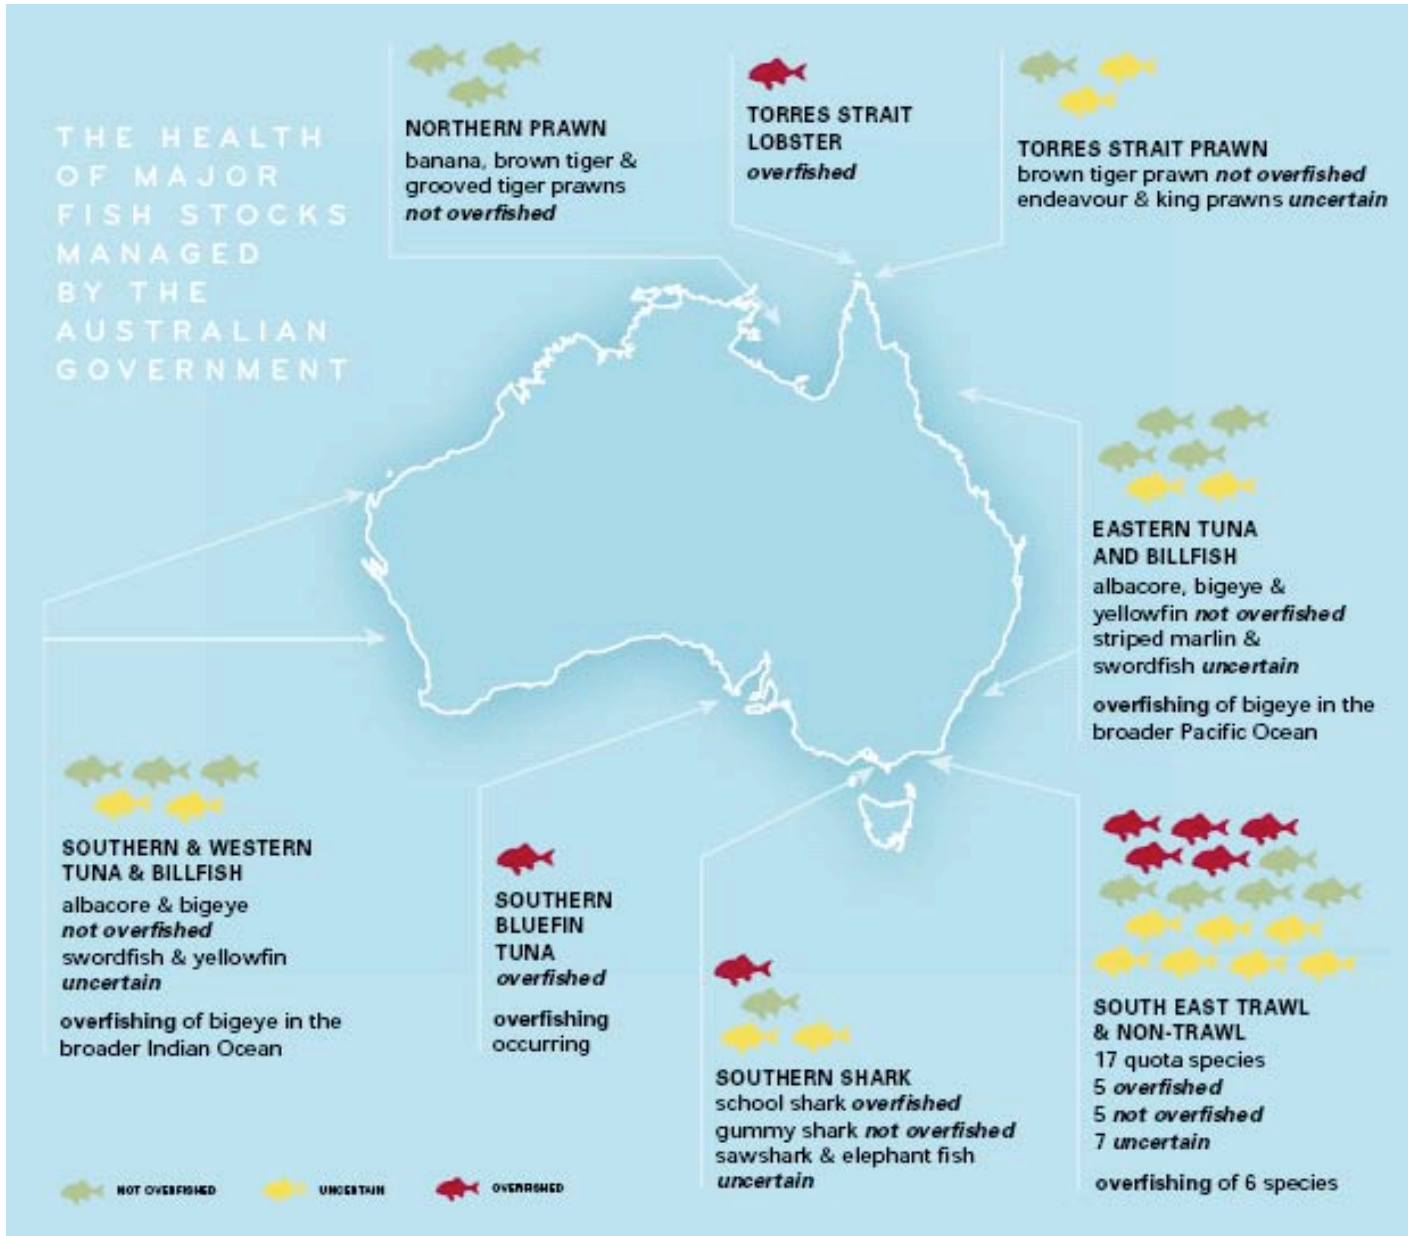 THE HEALTH
OF MAJOR
FISH STOCKS
MANAGED
BY THE
AUSTRALIAN
GOVERNMENT
NORTHERN PRAWN
banana, brown tiger &
grooved tiger prawns
not overfished
TORRES STRAIT
LOBSTER
overfished
TORRES STRAIT PRAWN
brown tiger prawn not overfished
endeavour & king prawns uncertain
EASTERN TUNA
AND BILLFISH
albacore, bigeye &
yellowfin not overfished
striped marlin &
swordfish uncertain
overfishing of bigeye in the
broader Pacific Ocean
SOUTHERN & WESTERN
TUNA & BILLFISH
albacore & bigeye
not overfished
swordfish & yellowfin
uncertain
overfishing of bigeye in the
broader Indian Ocean
SOUTHERN
BLUEFIN
TUNA
overfished
overfishing
occurring
SOUTHERN SHARK
school shark overfished
gummy shark not overfished
sawshark & elephant fish
uncertain
SOUTH EAST TRAWL
& NON-TRAWL
17 quota species
5 overfished
5 not overfished
7 uncertain
overfishing of 6 species
NOT OVERFISHED
UNCERTAIN
OVERFISHED